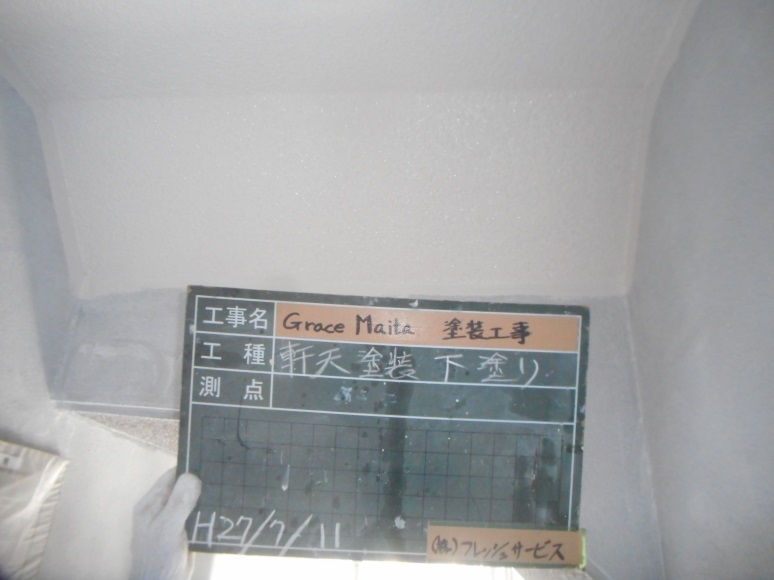 工事名 Grace Maita 塗装工事
工種 軒天塗装 下塗り
測点
H27/7/11
(株)フレッシュサービス